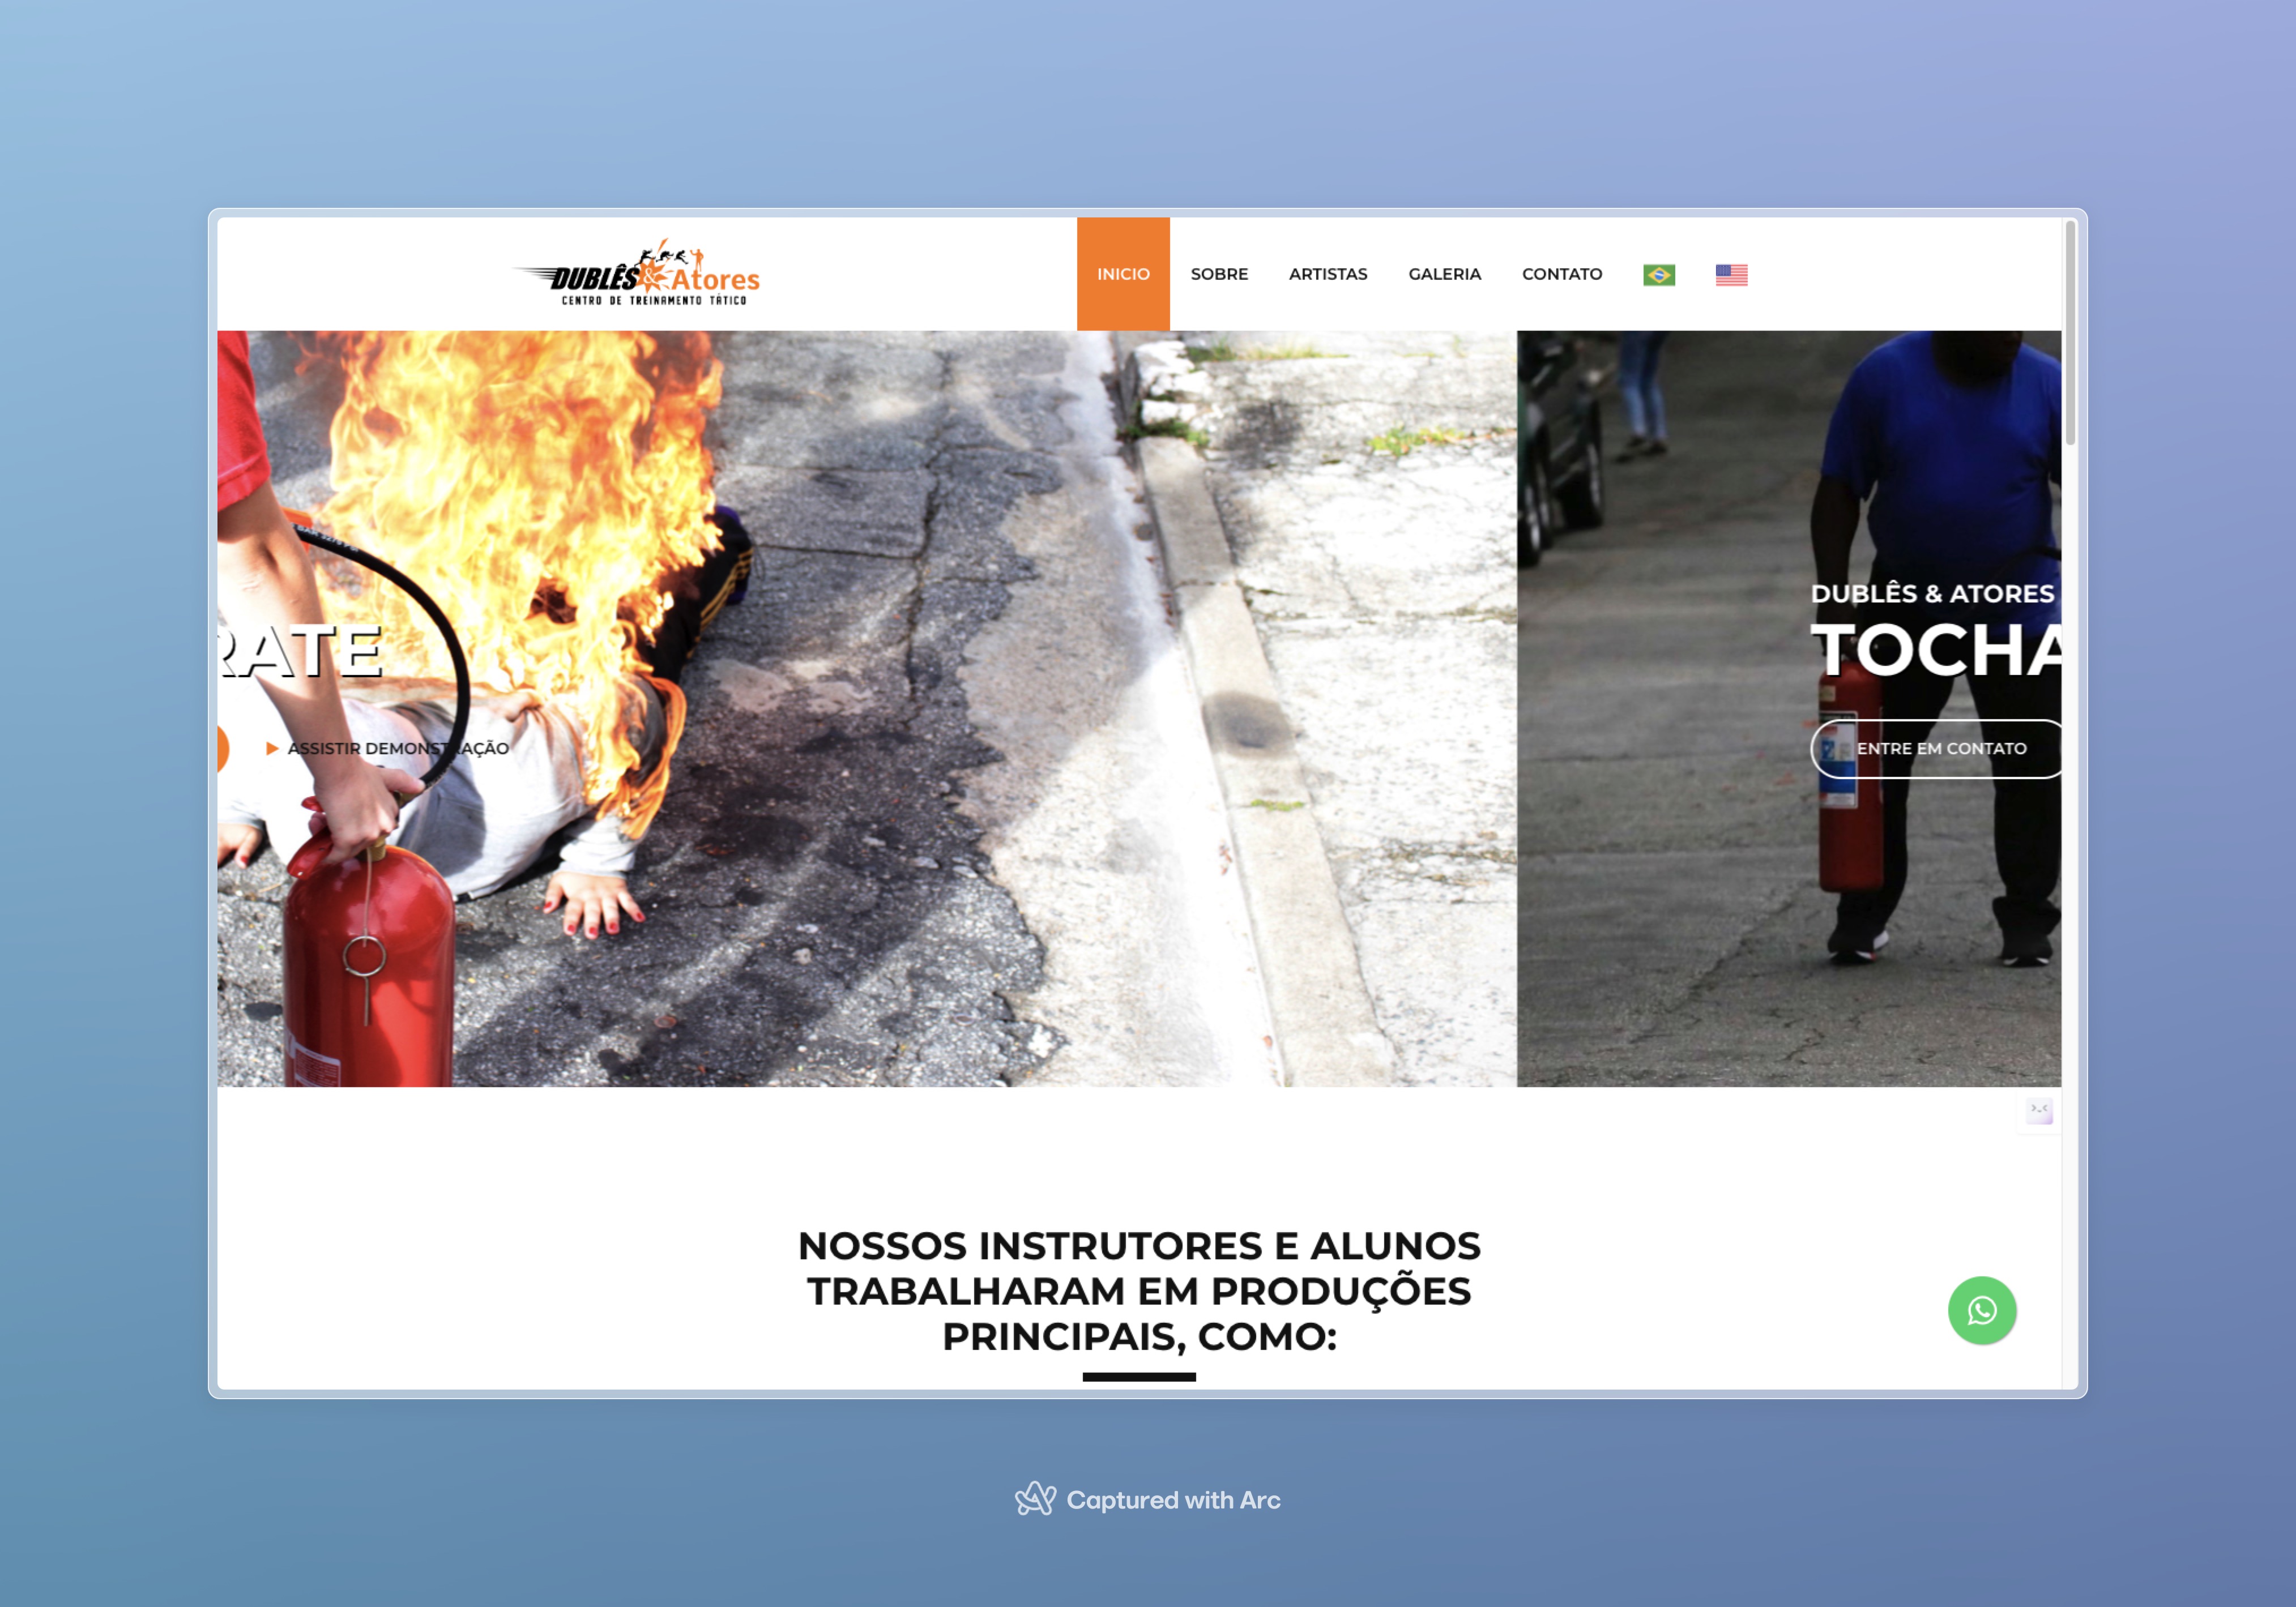 DUBLÊS & Atores
CENTRO DE TREINAMENTO TÁTICO
INICIO
SOBRE
ARTISTAS
GALERIA
CONTATO
RATE
ASSISTIR DEMONSTRAÇÃO
DUBLÊS & ATORES
TOCHA
ENTRE EM CONTATO
NOSSOS INSTRUTORES E ALUNOS
TRABALHARAM EM PRODUÇÕES
PRINCIPAIS, COMO:
Captured with Arc